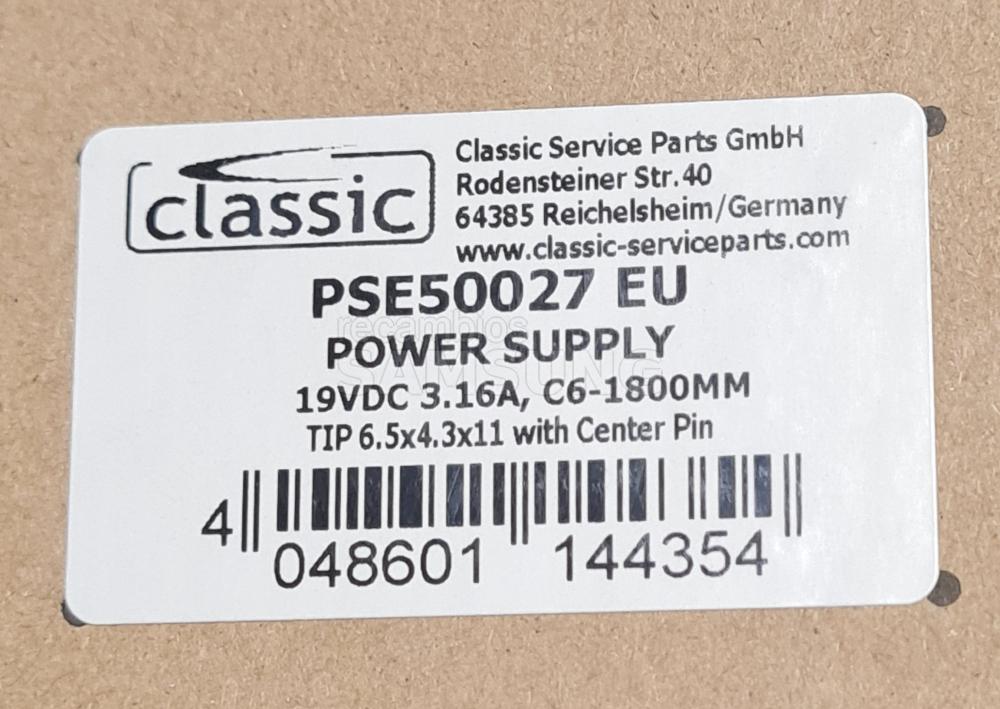 classic
Classic Service Parts GmbH
Rodensteiner Str.40
64385 Reichelsheim/Germany
www.classic-serviceparts.com
PSE50027 EU
recambios
POWER SUPPLY
SAMSUNG
19VDC 3.16A, C6-1800MM
TIP 6.5x4.3x11 with Center Pin
4 048601 144354